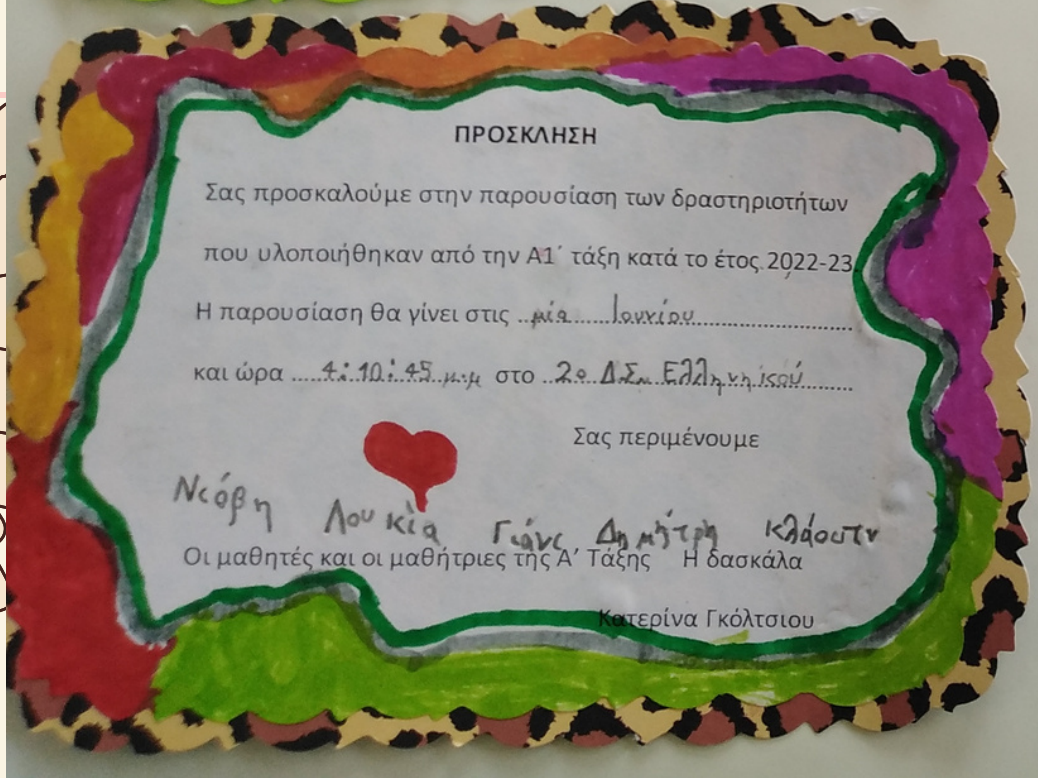 ΠΡΟΣΚΛΗΣΗ
Σας προσκαλούμε στην παρουσίαση των δραστηριοτήτων
που υλοποιήθηκαν από την Α1΄ τάξη κατά το έτος 2022-23
Η παρουσίαση θα γίνει στις ..μία Ιουνίου..
και ώρα ....4:10:45 μ.μ στο ..2ο Δ.Σ. Ελληνηικού..
Σας περιμένουμε
Νιόβη Λουκία Γιάνς Δημήτρη
Οι μαθητές και οι μαθήτριες της Α' Τάξης Η δασκάλα
Κατερίνα Γκόλτσιου